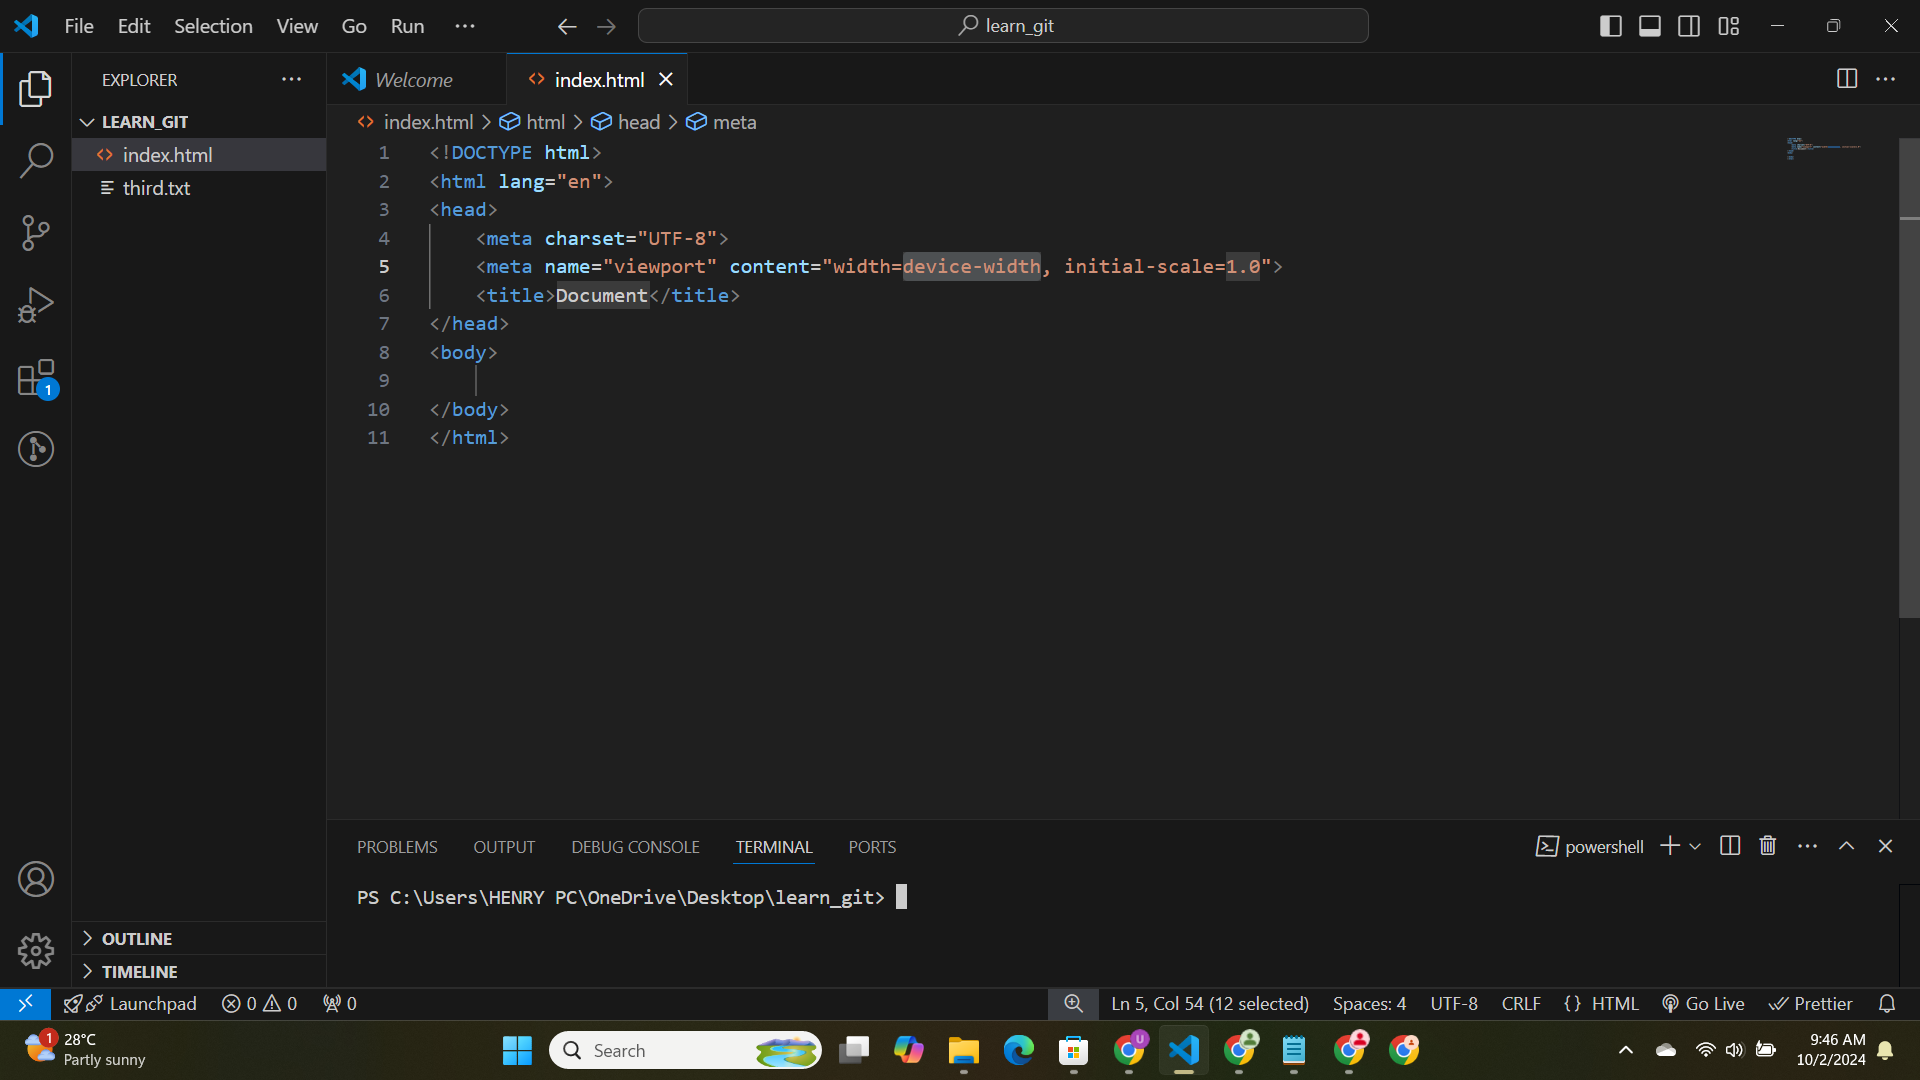 File Edit Selection View Go Run ···
learn_git
EXPLORER
Welcome
index.html
LEARN_GIT
index.html
third.txt
index.html > html > head > meta
1 <!DOCTYPE html>
2 <html lang="en">
3 <head>
4 <meta charset="UTF-8">
5 <meta name="viewport" content="width=device-width, initial-scale=1.0">
6 <title>Document</title>
7 </head>
8 <body>
9
10 </body>
11 </html>
1
PROBLEMS OUTPUT DEBUG CONSOLE TERMINAL PORTS
powershell
PS C:\Users\HENRY PC\OneDrive\Desktop\learn_git>
OUTLINE
TIMELINE
Launchpad 0 0 0
Ln 5, Col 54 (12 selected) Spaces: 4 UTF-8 CRLF {} HTML Go Live Prettier
1
28°C
Partly sunny
Search
U
9:46 AM
10/2/2024